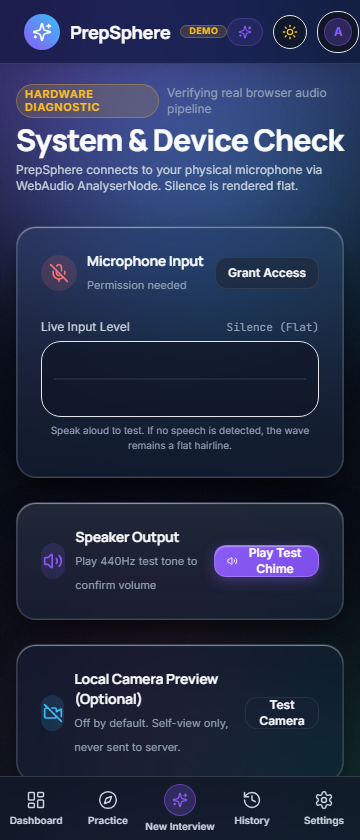 PrepSphere DEMO A
HARDWARE
DIAGNOSTIC
Verifying real browser audio
pipeline
System & Device Check
PrepSphere connects to your physical microphone via
WebAudio AnalyserNode. Silence is rendered flat.
Microphone Input
Permission needed
Grant Access
Live Input Level Silence (Flat)
Speak aloud to test. If no speech is detected, the wave
remains a flat hairline.
Speaker Output
Play 440Hz test tone to
confirm volume
Play Test
Chime
Local Camera Preview
(Optional)
Off by default. Self-view only,
never sent to server.
Test
Camera
Dashboard Practice New Interview History Settings